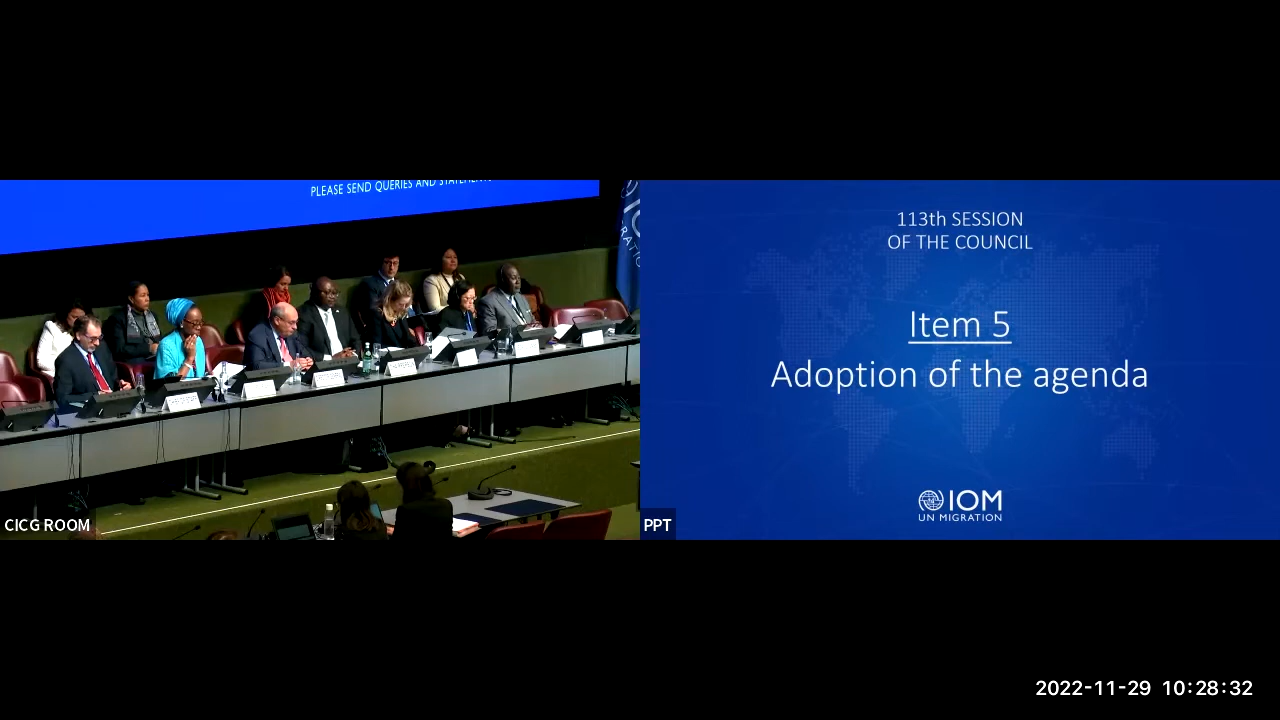 PLEASE SEND QUERIES AND STATEMENTS
CICG ROOM
113th SESSION
OF THE COUNCIL
Item 5
Adoption of the agenda
IOM
UN MIGRATION
PPT
2022-11-29 10:28:32